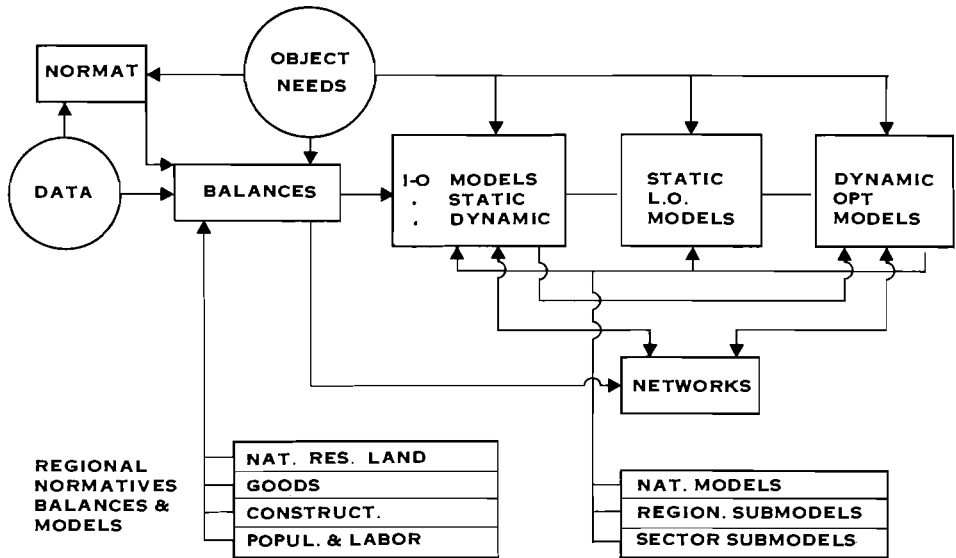 NORMAT
OBJECT
NEEDS
DATA
BALANCES
I-O MODELS
. STATIC
. DYNAMIC
STATIC
L.O.
MODELS
DYNAMIC
OPT
MODELS
NETWORKS
REGIONAL
NORMATIVES
BALANCES &
MODELS
NAT. RES. LAND
GOODS
CONSTRUCT.
POPUL. & LABOR
NAT. MODELS
REGION. SUBMODELS
SECTOR SUBMODELS